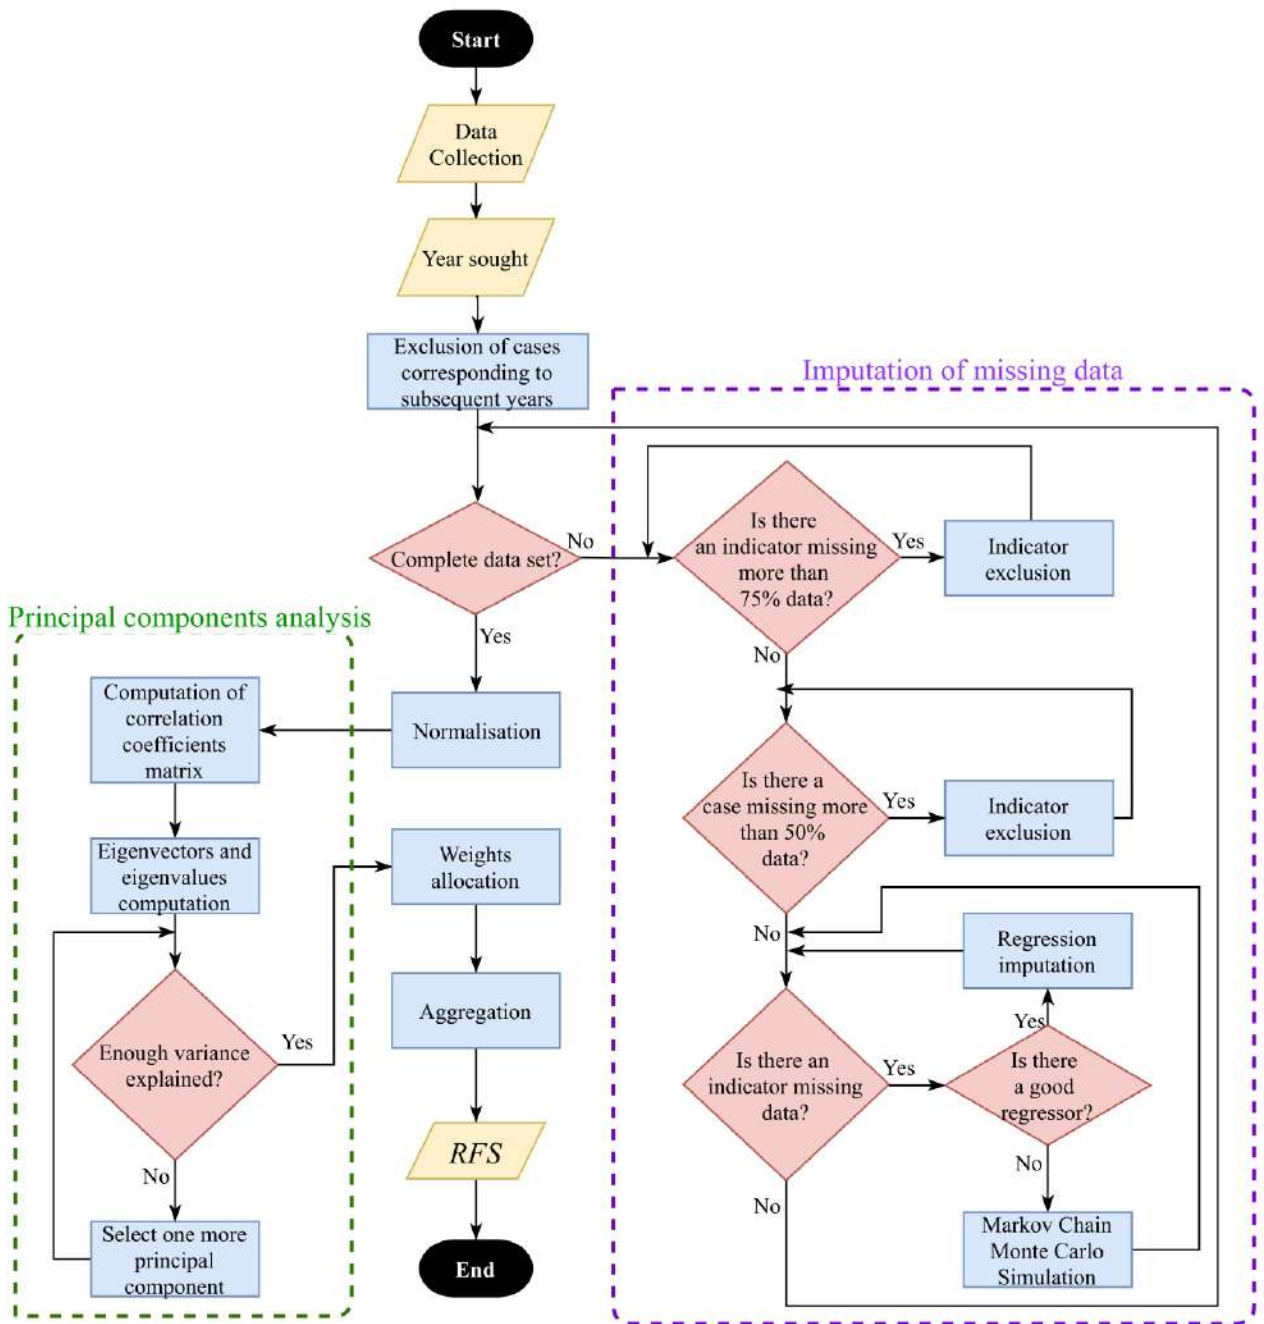 Start
Data
Collection
Year sought
Exclusion of cases
corresponding to
subsequent years
Imputation of missing data
Complete data set?
No
Yes
Is there
an indicator missing
more than
75% data?
Yes
No
Indicator
exclusion
Is there a
case missing more
than 50%
data?
Yes
No
Indicator
exclusion
Is there an
indicator missing
data?
Yes
No
Is there
a good
regressor?
Yes
No
Regression
imputation
Markov Chain
Monte Carlo
Simulation
Normalisation
Principal components analysis
Computation of
correlation
coefficients
matrix
Eigenvectors and
eigenvalues
computation
Enough variance
explained?
Yes
No
Select one more
principal
component
Weights
allocation
Aggregation
RFS
End